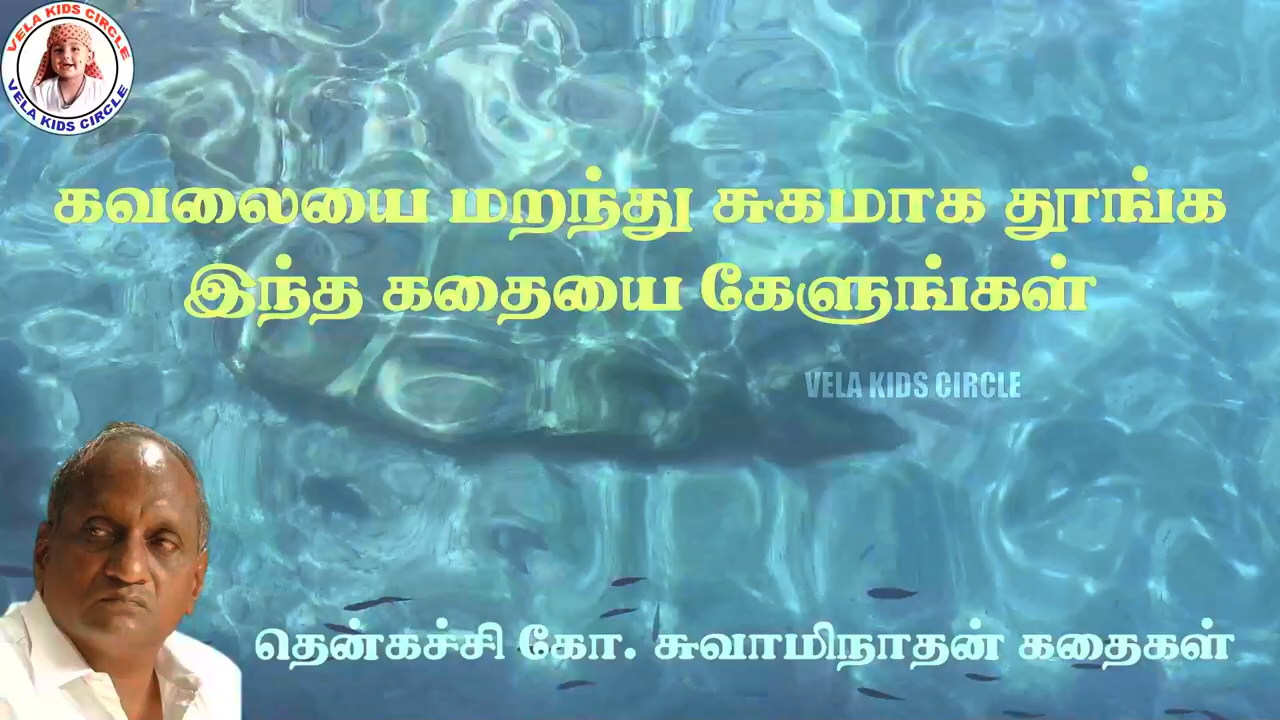 VELA KIDS CIRCLE
VELA KIDS CIRCLE
கவலையை மறந்து சுகமாக தூங்க
இந்த கதையை கேளுங்கள்
VELA KIDS CIRCLE
தென்கச்சி கோ. சுவாமிநாதன் கதைகள்